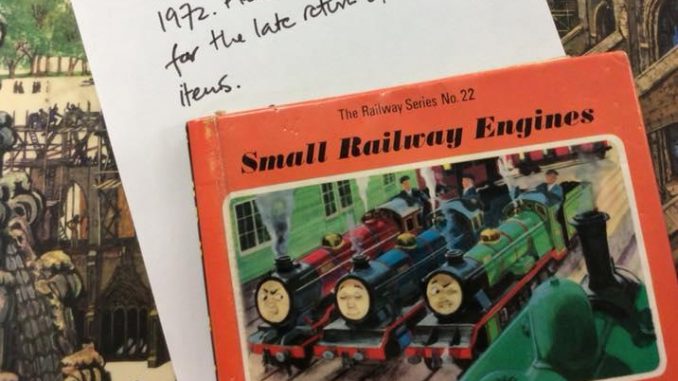 1972.
for the late return
items.
The Railway Series No. 22
Small Railway Engines